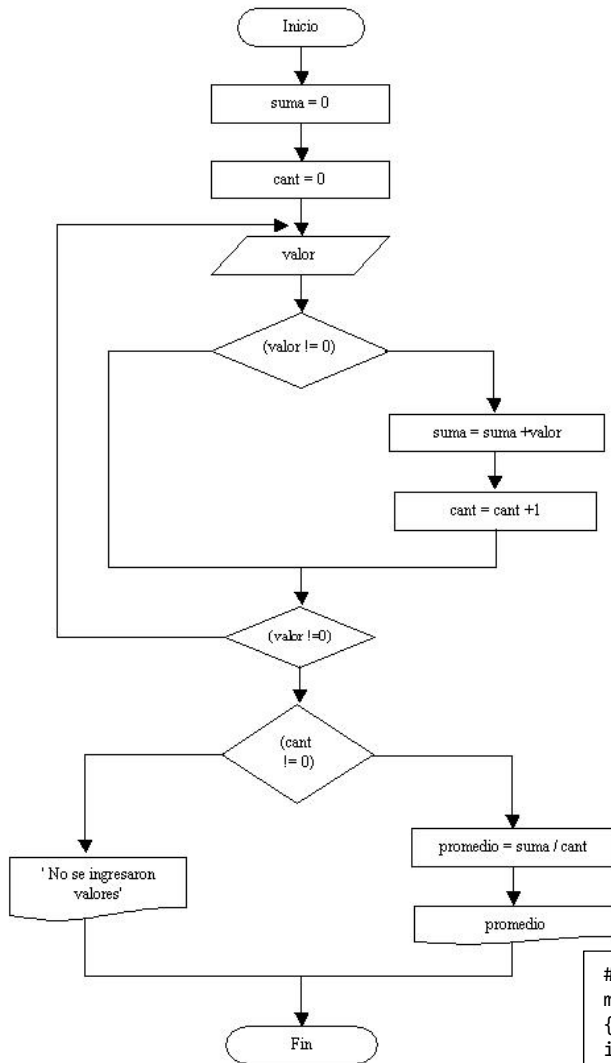 Inicio
suma = 0
cant = 0
valor
(valor != 0)
suma = suma +valor
cant = cant +1
(valor !=0)
(cant
!= 0)
' No se ingresaron
valores'
promedio = suma / cant
promedio
#
m
{
i
Fin